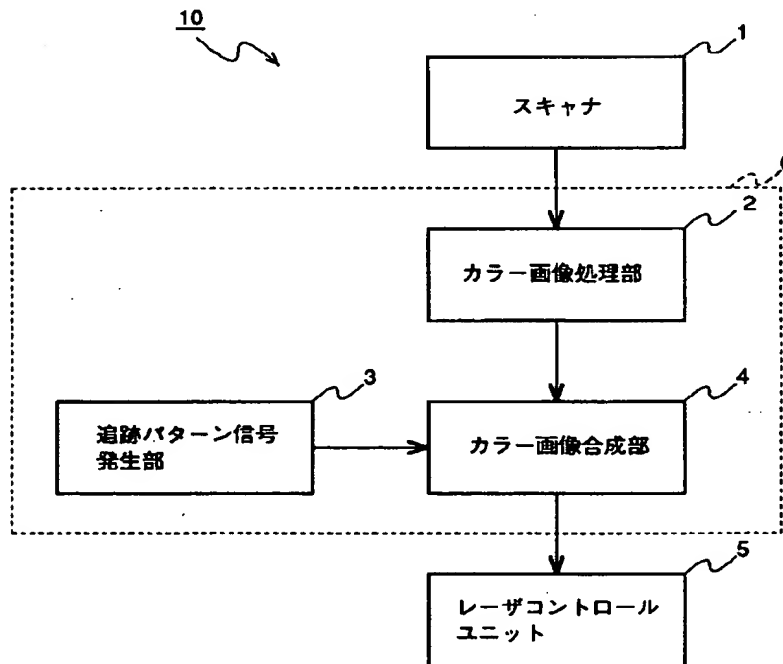 10
1
スキャナ
2
カラー画像処理部
3
追跡パターン信号
発生部
4
カラー画像合成部
5
レーザコントロール
ユニット